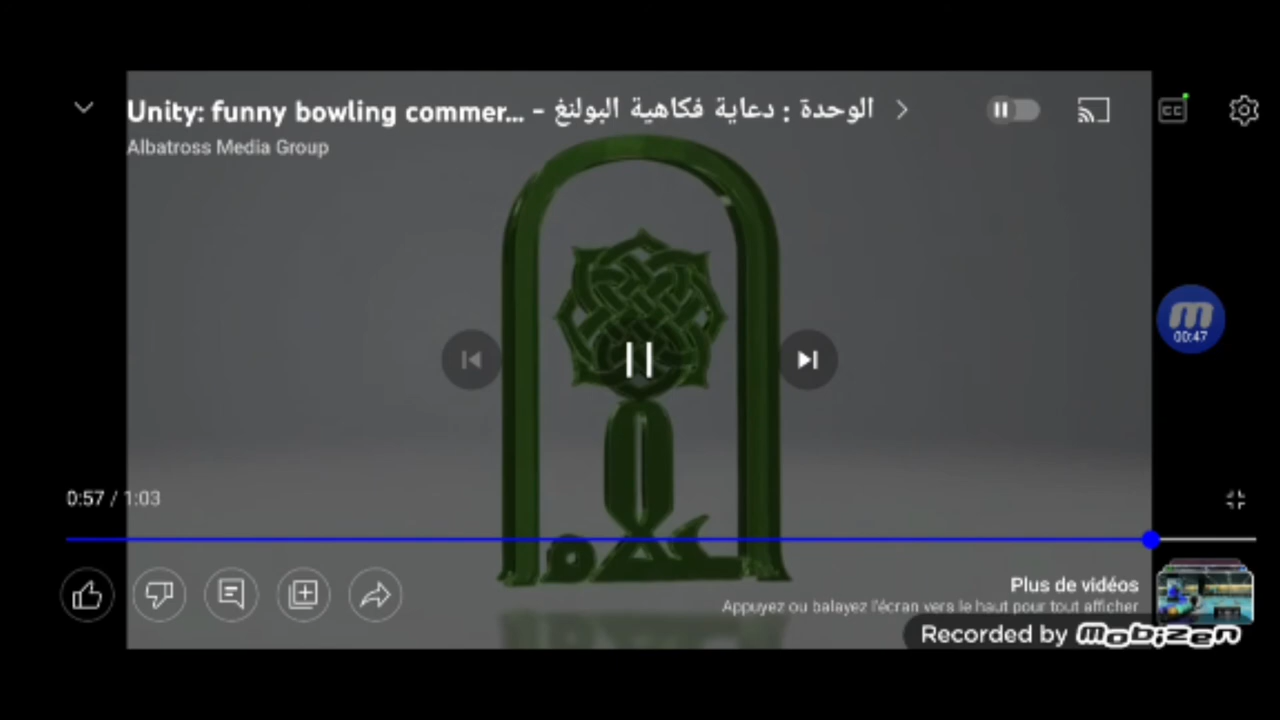 Unity: funny bowling commer... - الوحدة : دعاية فكاهية البولنغ
Albatross Media Group
CC
00:47
0:57 / 1:03
Plus de vidéos
Appuyez ou balayez l'écran vers le haut pour tout afficher
Recorded by mobizen